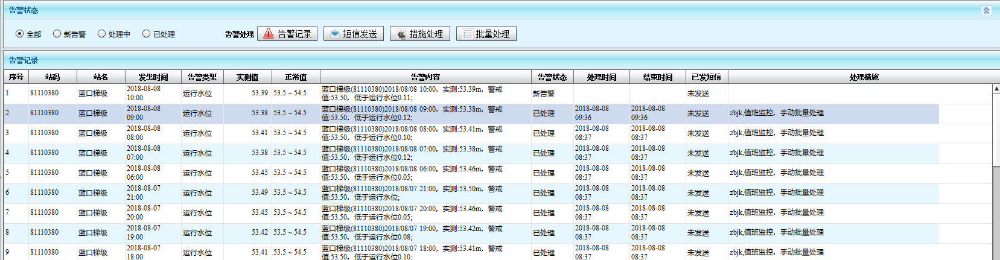 告警状态
全部 新告警 处理中 已处理 告警处理 告警记录 短信发送 措施处理 批量处理
告警记录
序号 站码 站名 发生时间 告警类型 实测值 正常值 告警内容 告警状态 处理时间 结束时间 已发短信 处理措施
1 81110380 蓝口梯级 2018-08-08 10:00 运行水位 53.39 53.5 ~ 54.5 蓝口梯级(81110380)2018/08/08 10:00，实测:53.39m，警戒值:53.50，低于运行水位0.11; 新告警 未发送
2 81110380 蓝口梯级 2018-08-08 09:00 运行水位 53.38 53.5 ~ 54.5 蓝口梯级(81110380)2018/08/08 09:00，实测:53.38m，警戒值:53.50，低于运行水位0.12; 已处理 2018-08-08 09:36 2018-08-08 09:36 未发送 zbjk,值班监控，手动批量处理
3 81110380 蓝口梯级 2018-08-08 08:00 运行水位 53.41 53.5 ~ 54.5 蓝口梯级(81110380)2018/08/08 08:00，实测:53.41m，警戒值:53.50，低于运行水位0.10; 已处理 2018-08-08 08:37 2018-08-08 08:37 未发送 zbjk,值班监控，手动批量处理
4 81110380 蓝口梯级 2018-08-08 07:00 运行水位 53.38 53.5 ~ 54.5 蓝口梯级(81110380)2018/08/08 07:00，实测:53.38m，警戒值:53.50，低于运行水位0.12; 已处理 2018-08-08 08:37 2018-08-08 08:37 未发送 zbjk,值班监控，手动批量处理
5 81110380 蓝口梯级 2018-08-08 06:00 运行水位 53.45 53.5 ~ 54.5 蓝口梯级(81110380)2018/08/08 06:00，实测:53.46m，警戒值:53.50，低于运行水位0.05; 已处理 2018-08-08 08:37 2018-08-08 08:37 未发送 zbjk,值班监控，手动批量处理
6 81110380 蓝口梯级 2018-08-07 21:00 运行水位 53.49 53.5 ~ 54.5 蓝口梯级(81110380)2018/08/07 21:00，实测:53.50m，警戒值:53.50，低于运行水位; 已处理 2018-08-08 08:37 2018-08-08 08:37 未发送 zbjk,值班监控，手动批量处理
7 81110380 蓝口梯级 2018-08-07 20:00 运行水位 53.45 53.5 ~ 54.5 蓝口梯级(81110380)2018/08/07 20:00，实测:53.46m，警戒值:53.50，低于运行水位0.05; 已处理 2018-08-08 08:37 2018-08-08 08:37 未发送 zbjk,值班监控，手动批量处理
8 81110380 蓝口梯级 2018-08-07 19:00 运行水位 53.42 53.5 ~ 54.5 蓝口梯级(81110380)2018/08/07 19:00，实测:53.42m，警戒值:53.50，低于运行水位0.08; 已处理 2018-08-08 08:37 2018-08-08 08:37 未发送 zbjk,值班监控，手动批量处理
9 81110380 蓝口梯级 2018-08-07 18:00 运行水位 53.41 53.5 ~ 54.5 蓝口梯级(81110380)2018/08/07 18:00，实测:53.41m，警戒值:53.50，低于运行水位0.10; 已处理 2018-08-08 08:37 2018-08-08 08:37 未发送 zbjk,值班监控，手动批量处理